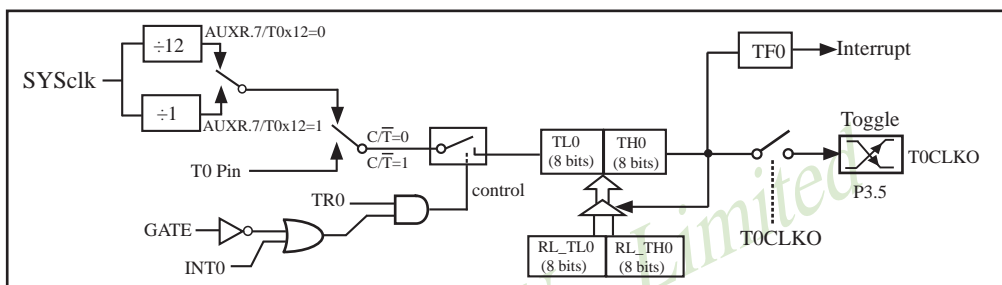 AUXR.7/T0x12=0
÷12
SYSclk
÷1
AUXR.7/T0x12=1
T0 Pin
C/T̅=0
C/T̅=1
TR0
GATE
INT0
control
TL0
(8 bits)
TH0
(8 bits)
RL_TL0
(8 bits)
RL_TH0
(8 bits)
TF0
Interrupt
Toggle
T0CLKO
P3.5
T0CLKO
Limited